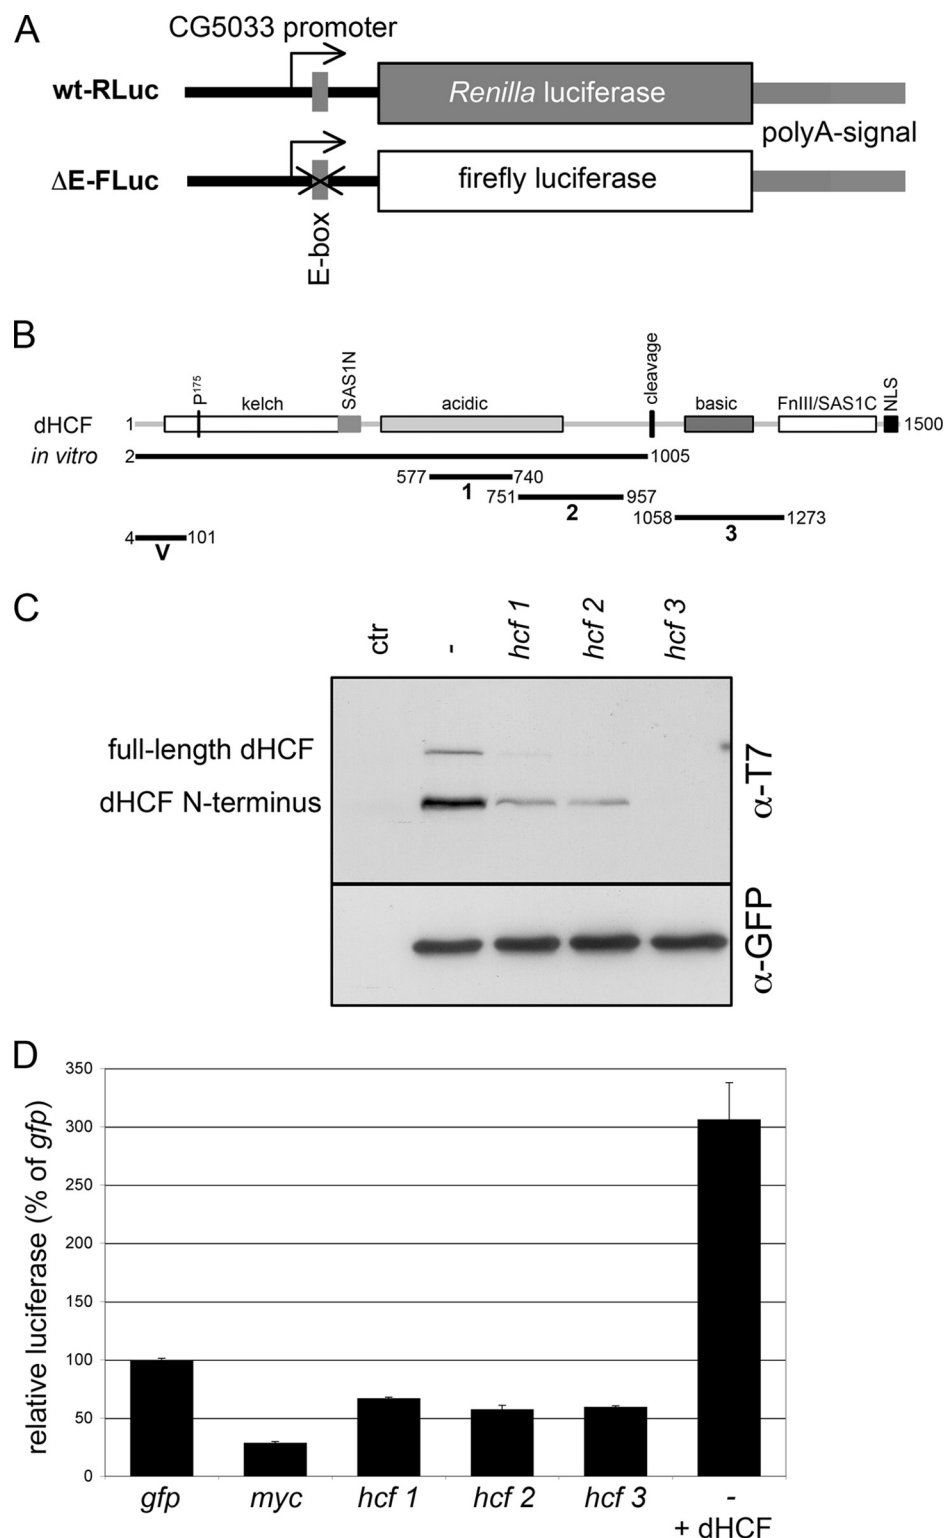 A
CG5033 promoter
wt-RLuc
Renilla luciferase
polyA-signal
ΔE-FLuc
firefly luciferase
E-box
B
P175
kelch
SAS1N
acidic
cleavage
basic
FnIII/SAS1C
NLS
dHCF
1
1500
in vitro
2
1005
577
740
1
751
957
2
1058
1273
3
4
101
V
C
ctr
-
hcf 1
hcf 2
hcf 3
full-length dHCF
dHCF N-terminus
α-T7
α-GFP
D
relative luciferase (% of gfp)
350
300
250
200
150
100
50
0
gfp
myc
hcf 1
hcf 2
hcf 3
-
+ dHCF